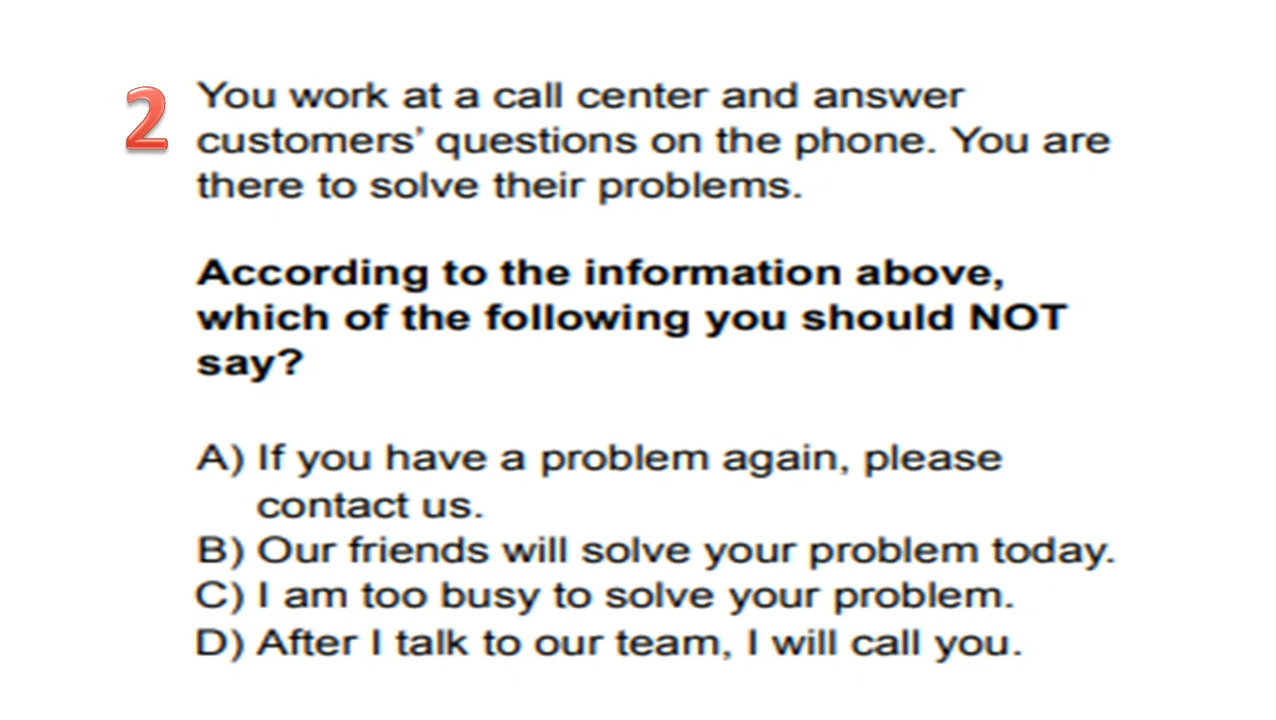 2 You work at a call center and answer
customers’ questions on the phone. You are
there to solve their problems.
According to the information above,
which of the following you should NOT
say?
A) If you have a problem again, please
contact us.
B) Our friends will solve your problem today.
C) I am too busy to solve your problem.
D) After I talk to our team, I will call you.